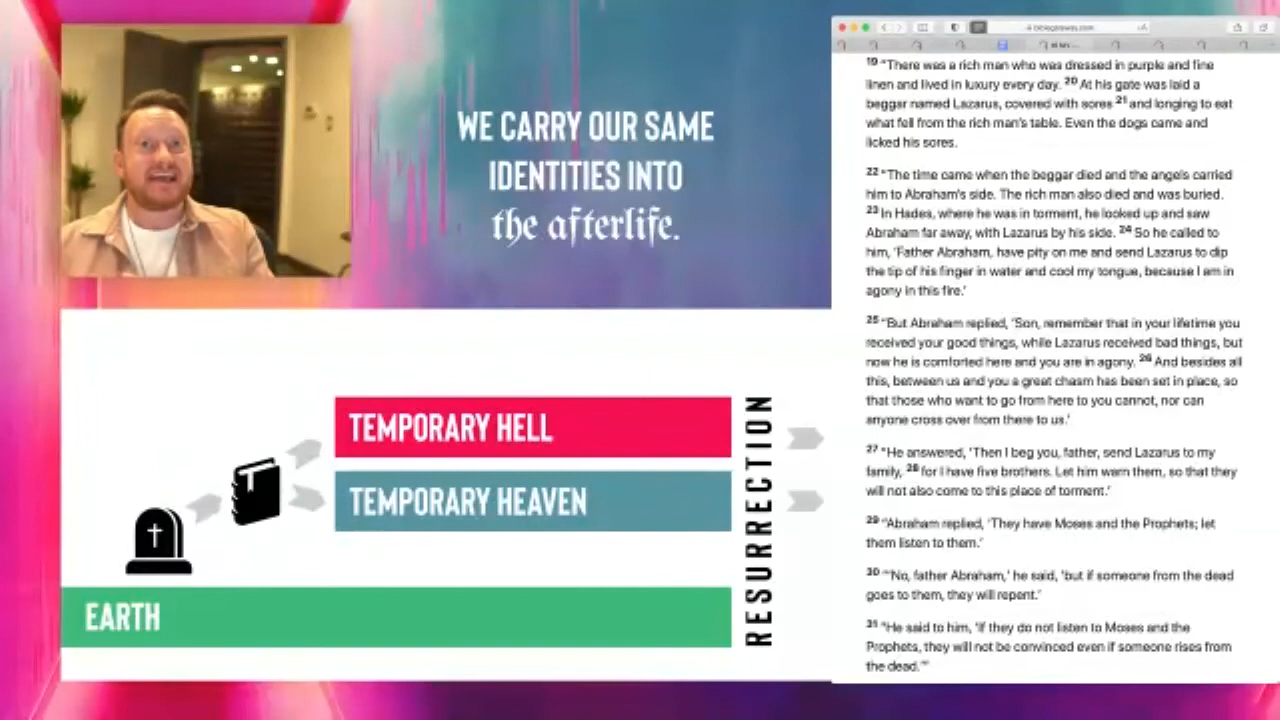 WE CARRY OUR SAME
IDENTITIES INTO
the afterlife.
TEMPORARY HELL
TEMPORARY HEAVEN
EARTH
RESURRECTION
biblegateway.com
19 "There was a rich man who was dressed in purple and fine
linen and lived in luxury every day. 20 At his gate was laid a
beggar named Lazarus, covered with sores 21 and longing to eat
what fell from the rich man's table. Even the dogs came and
licked his sores.
22 "The time came when the beggar died and the angels carried
him to Abraham's side. The rich man also died and was buried.
23 In Hades, where he was in torment, he looked up and saw
Abraham far away, with Lazarus by his side. 24 So he called to
him, 'Father Abraham, have pity on me and send Lazarus to dip
the tip of his finger in water and cool my tongue, because I am in
agony in this fire.'
25 "But Abraham replied, 'Son, remember that in your lifetime you
received your good things, while Lazarus received bad things, but
now he is comforted here and you are in agony. 26 And besides all
this, between us and you a great chasm has been set in place, so
that those who want to go from here to you cannot, nor can
anyone cross over from there to us.'
27 "He answered, 'Then I beg you, father, send Lazarus to my
family, 28 for I have five brothers. Let him warn them, so that they
will not also come to this place of torment.'
29 "Abraham replied, 'They have Moses and the Prophets; let
them listen to them.'
30 "'No, father Abraham,' he said, 'but if someone from the dead
goes to them, they will repent.'
31 "He said to him, 'If they do not listen to Moses and the
Prophets, they will not be convinced even if someone rises from
the dead.'"